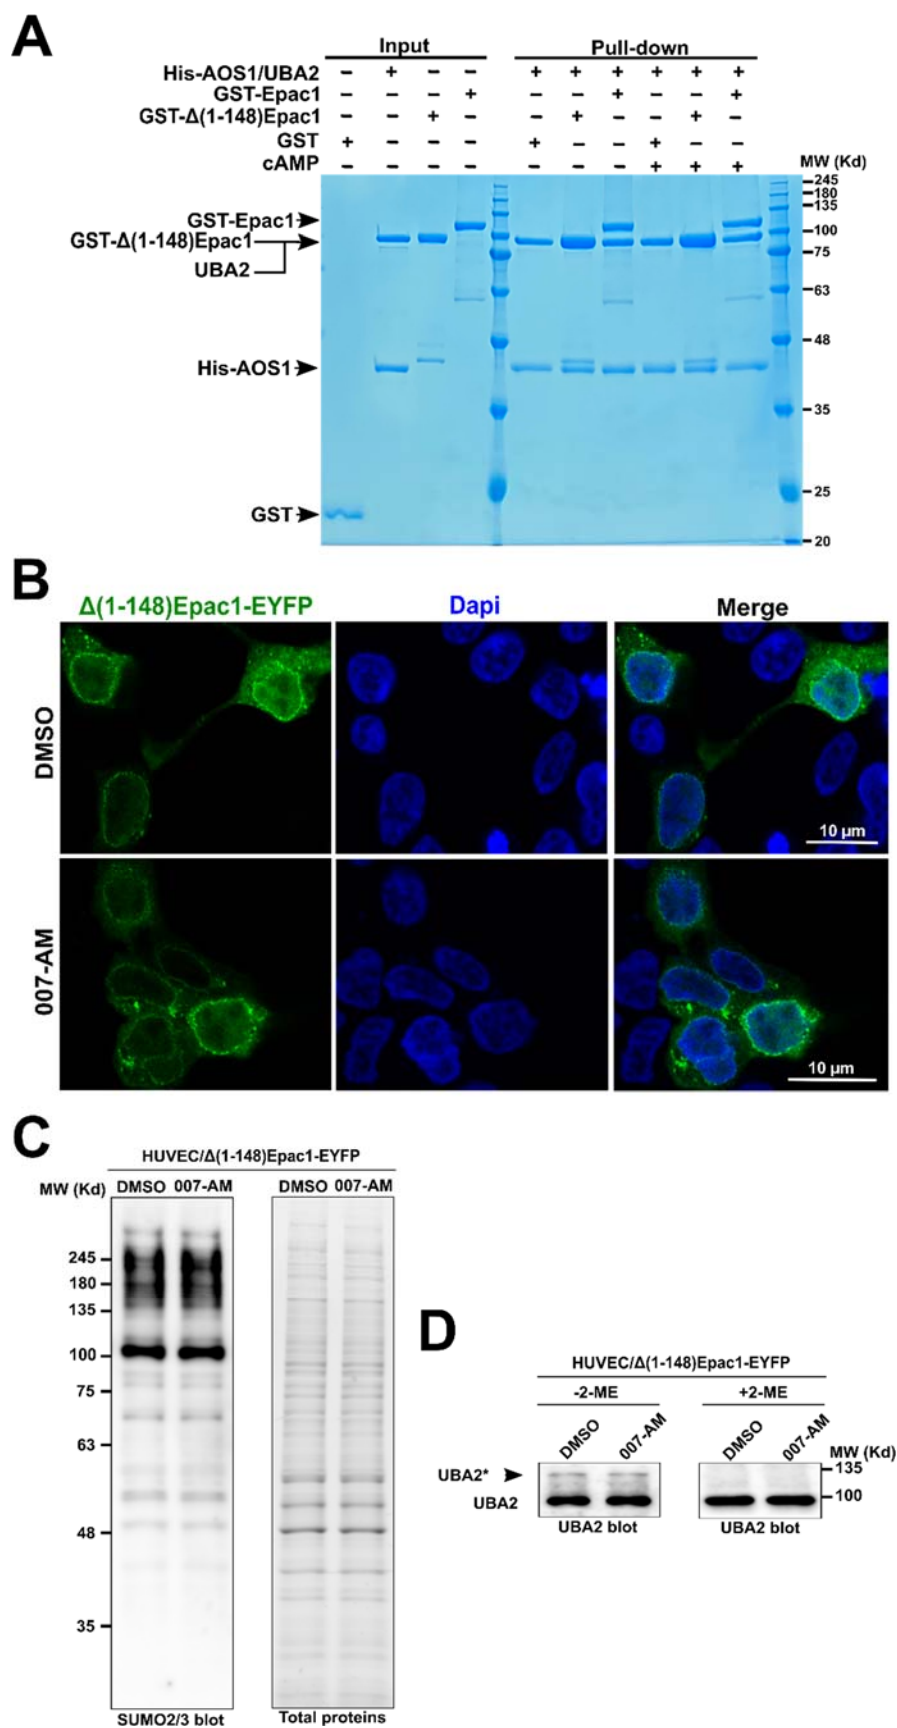 A
Input Pull-down
His-AOS1/UBA2 – + – – + + + + + +
GST-Epac1 – – – + – – + – – +
GST-Δ(1-148)Epac1 – – + – – + – – + –
GST + – – – + – – + – –
cAMP – – – – – – – + + +
MW (Kd)
245
180
135
GST-Epac1
100
GST-Δ(1-148)Epac1
75
UBA2
63
48
His-AOS1
35
25
GST
20
B
Δ(1-148)Epac1-EYFP Dapi Merge
DMSO
10 µm
007-AM
10 µm
C
HUVEC/Δ(1-148)Epac1-EYFP
MW (Kd) DMSO 007-AM DMSO 007-AM
245
180
135
100
75
63
48
35
SUMO2/3 blot Total proteins
D
HUVEC/Δ(1-148)Epac1-EYFP
-2-ME +2-ME
DMSO 007-AM DMSO 007-AM
MW (Kd)
UBA2* 135
UBA2 100
UBA2 blot UBA2 blot